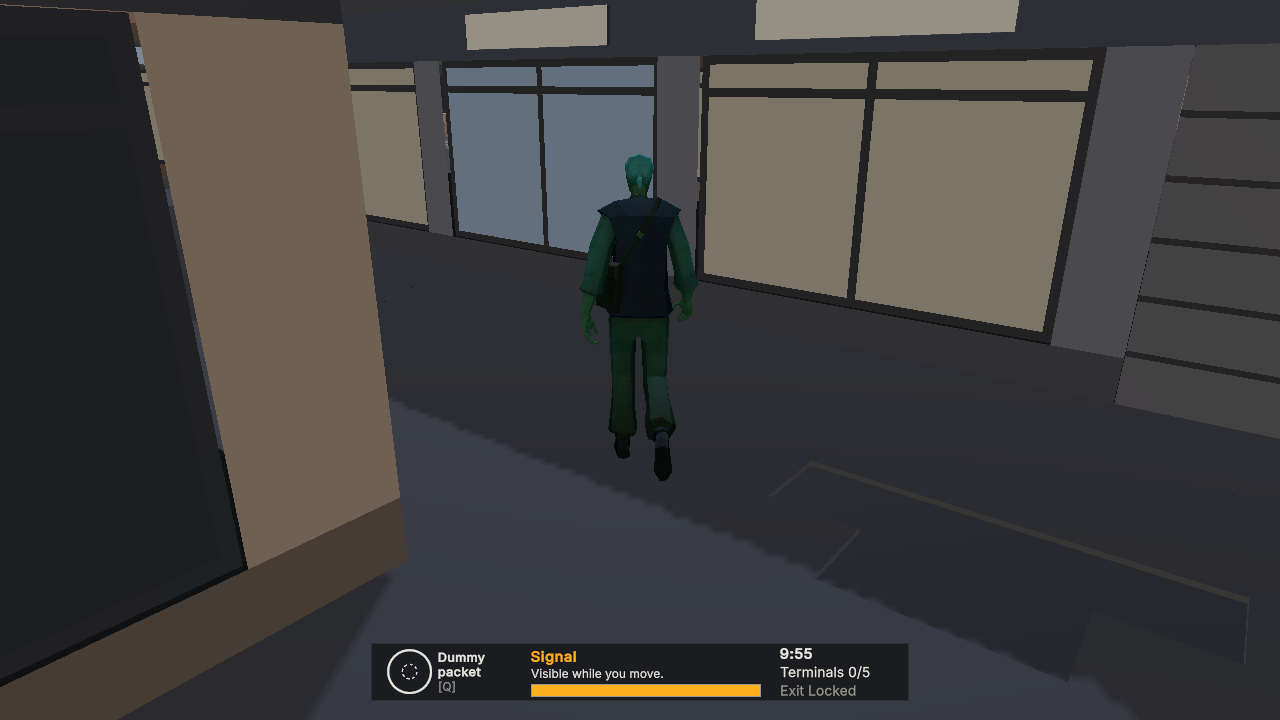 Dummy
packet
[Q]
Signal
Visible while you move.
9:55
Terminals 0/5
Exit Locked